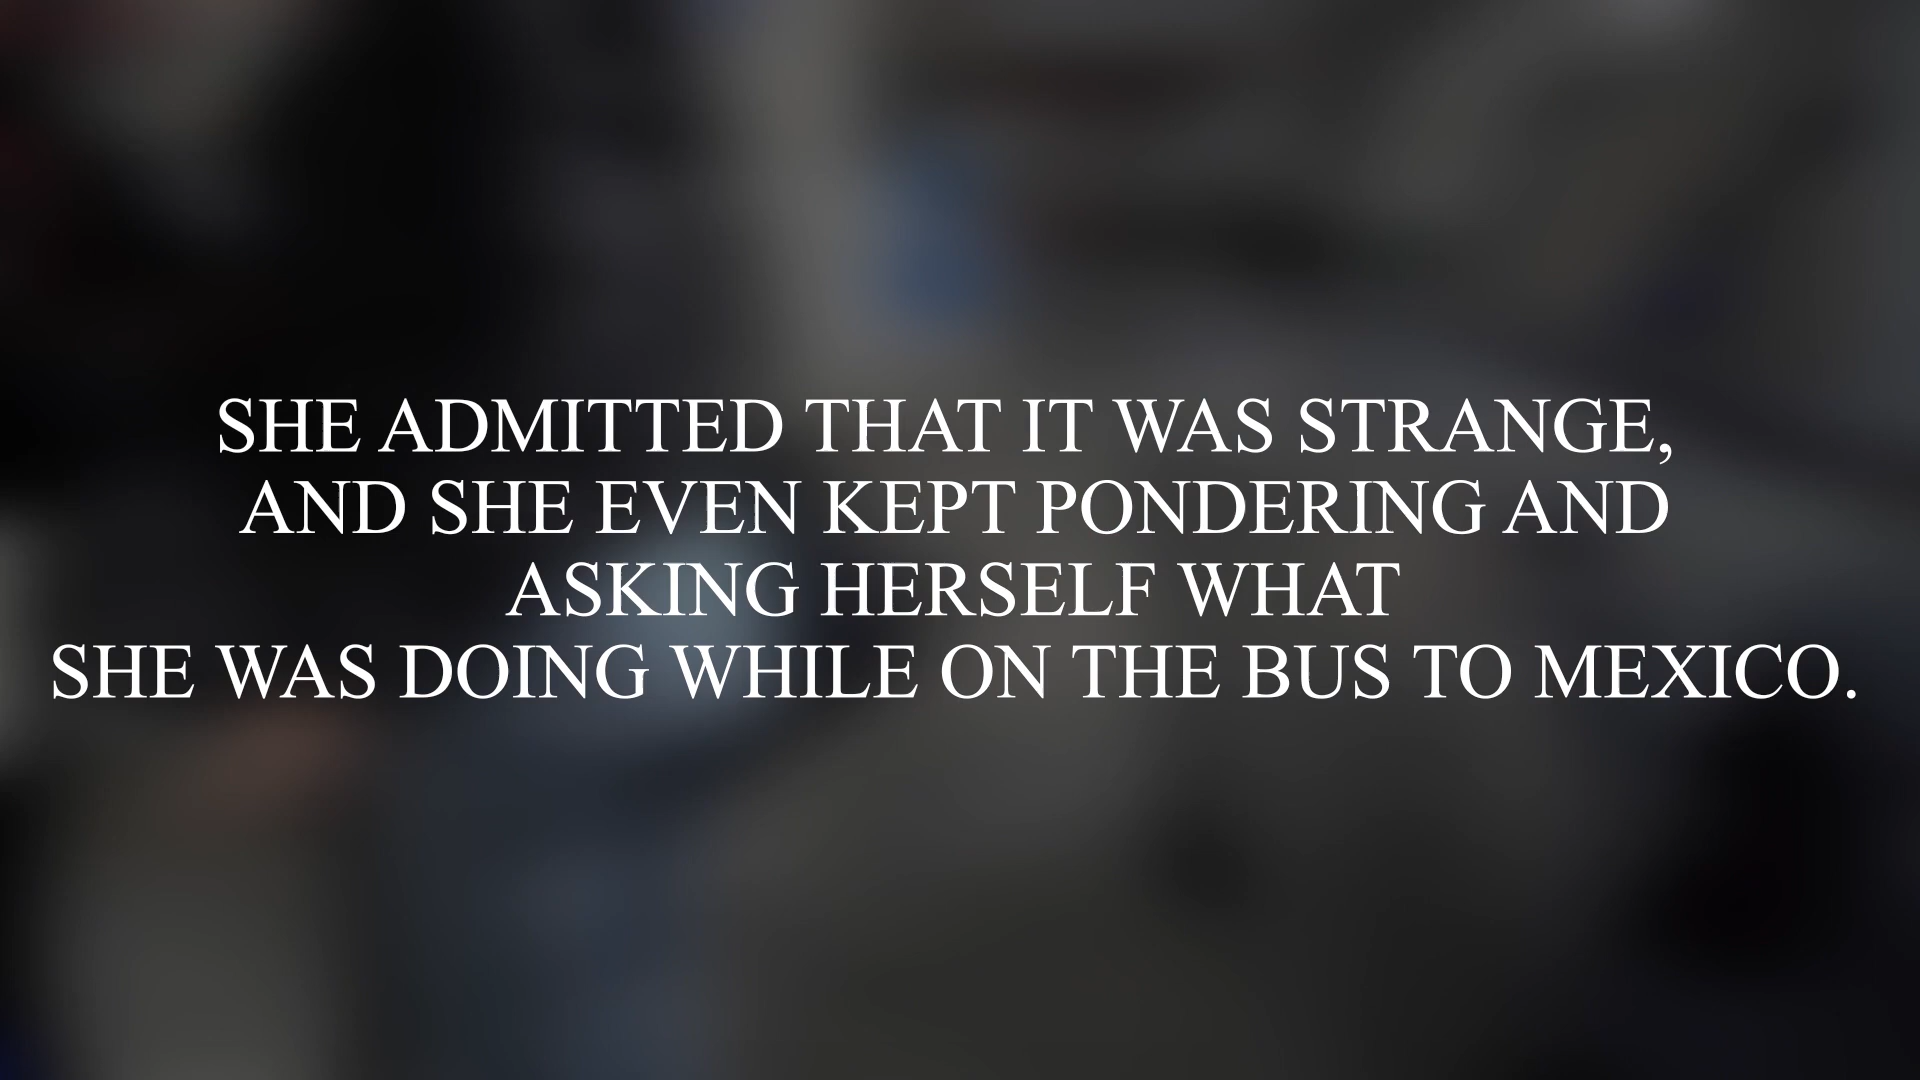 SHE ADMITTED THAT IT WAS STRANGE,
AND SHE EVEN KEPT PONDERING AND
ASKING HERSELF WHAT
SHE WAS DOING WHILE ON THE BUS TO MEXICO.